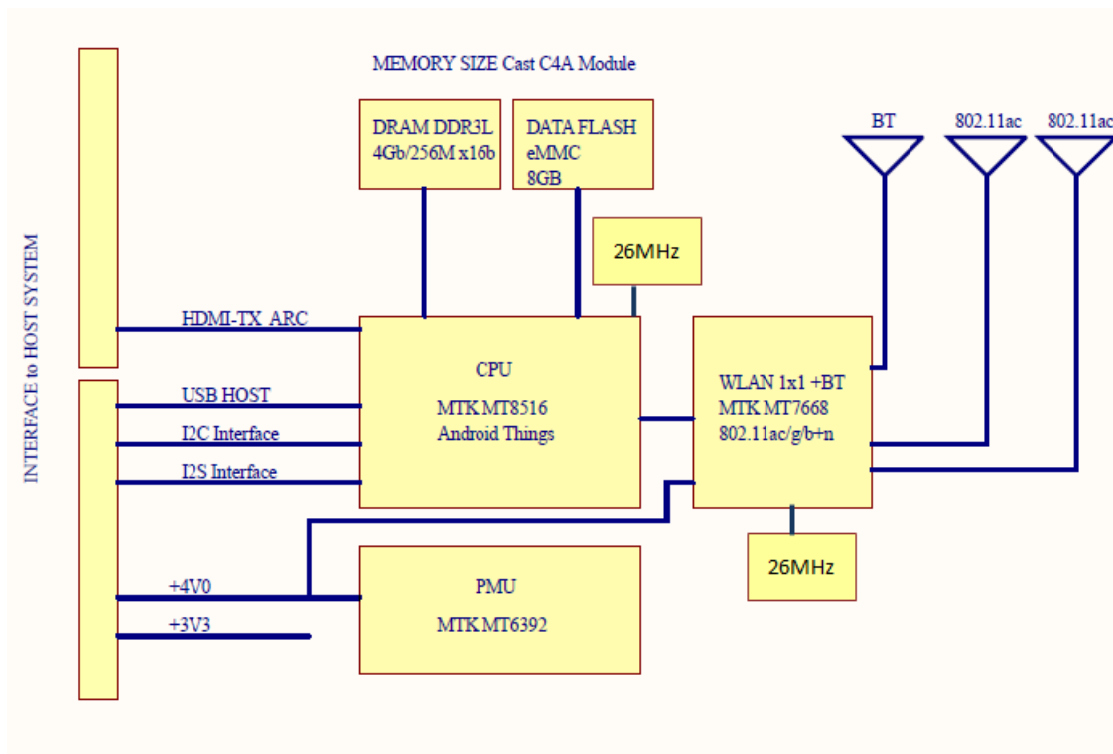 MEMORY SIZE Cast C4A Module
DRAM DDR3L
4Gb/256M x16b
DATA FLASH
eMMC
8GB
BT
802.11ac
802.11ac
26MHz
INTERFACE to HOST SYSTEM
HDMI-TX ARC
USB HOST
I2C Interface
I2S Interface
CPU
MTK MT8516
Android Things
WLAN 1x1 +BT
MTK MT7668
802.11ac/g/b+n
26MHz
+4V0
+3V3
PMU
MTK MT6392